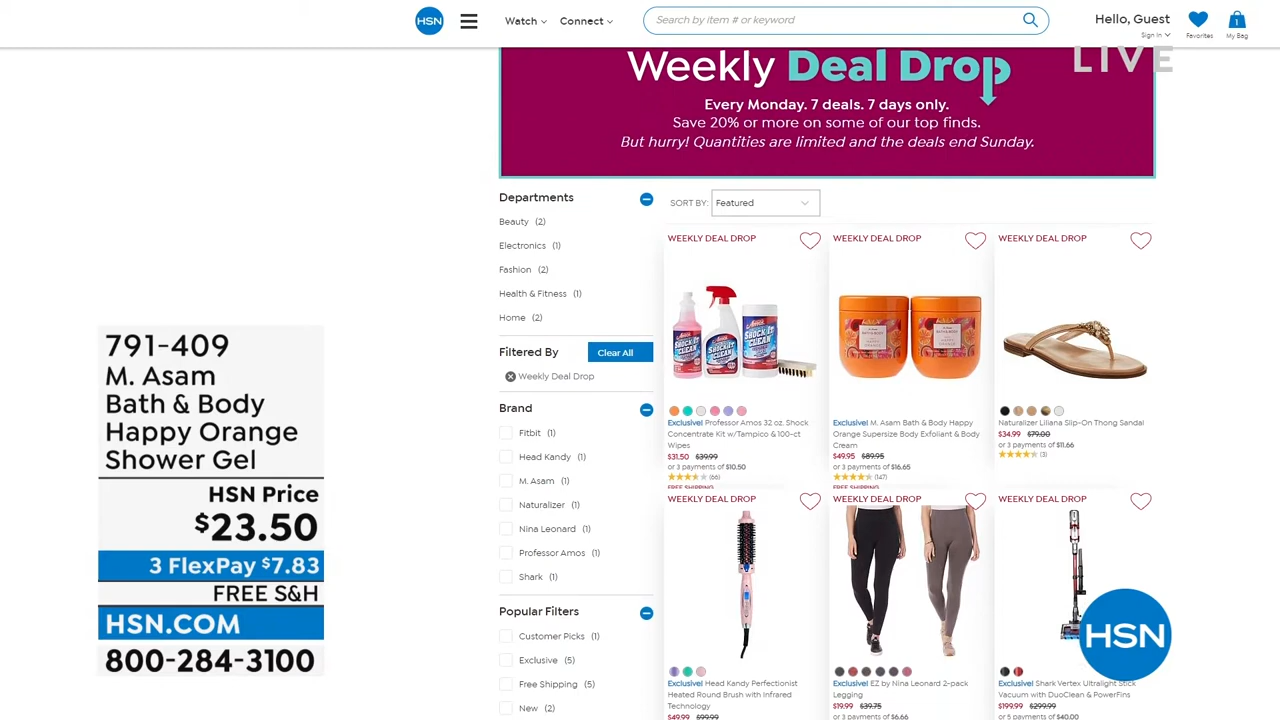 HSN
Watch
Connect
Search by item # or keyword
Hello, Guest
Sign in
Favorites
1
My Bag
LIVE
Weekly Deal Drop
Every Monday. 7 deals. 7 days only.
Save 20% or more on some of our top finds.
But hurry! Quantities are limited and the deals end Sunday.
Departments
Beauty (2)
Electronics (1)
Fashion (2)
Health & Fitness (1)
Home (2)
Filtered By
Clear All
Weekly Deal Drop
Brand
Fitbit (1)
Head Kandy (1)
M. Asam (1)
Naturalizer (1)
Nina Leonard (1)
Professor Amos (1)
Shark (1)
Popular Filters
Customer Picks (1)
Exclusive (5)
Free Shipping (5)
New (2)
SORT BY: Featured
WEEKLY DEAL DROP
SHOCK IT
CLEAN
Exclusive! Professor Amos 32 oz. Shock
Concentrate Kit w/Tampico & 100-ct
Wipes
$31.50 $39.99
or 3 payments of $10.50
(66)
FREE SHIPPING
WEEKLY DEAL DROP
Exclusive! M. Asam Bath & Body Happy
Orange Supersize Body Exfoliant & Body
Cream
$49.95 $89.95
or 3 payments of $16.65
(147)
FREE SHIPPING
WEEKLY DEAL DROP
Naturalizer Liliana Slip-On Thong Sandal
$34.99 $79.00
or 3 payments of $11.66
(3)
WEEKLY DEAL DROP
Exclusive! Head Kandy Perfectionist
Heated Round Brush with Infrared
Technology
$49.99 $99.99
WEEKLY DEAL DROP
Exclusive! EZ by Nina Leonard 2-pack
Legging
$19.99 $39.75
or 3 payments of $6.66
WEEKLY DEAL DROP
Exclusive! Shark Vertex Ultralight Stick
Vacuum with DuoClean & PowerFins
$199.99 $299.99
or 5 payments of $40.00
HSN
791-409
M. Asam
Bath & Body
Happy Orange
Shower Gel
HSN Price
$23.50
3 FlexPay $7.83
FREE S&H
HSN.COM
800-284-3100